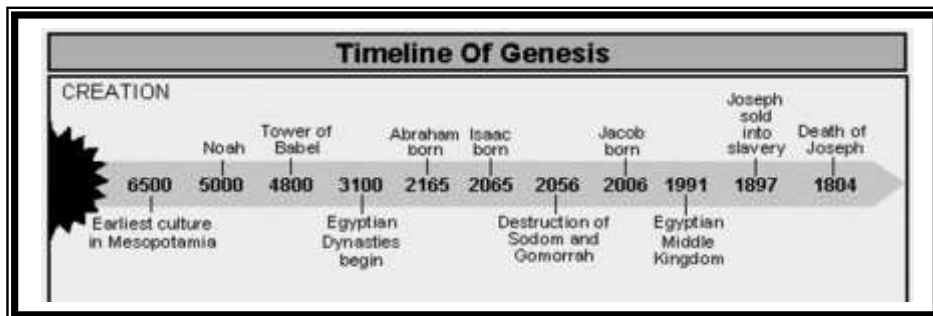 Timeline Of Genesis
CREATION
Noah
Tower of
Babel
Abraham
born
Isaac
born
Jacob
born
Joseph
sold
into
slavery
Death of
Joseph
6500 5000 4800 3100 2165 2065 2056 2006 1991 1897 1804
Earliest culture
in Mesopotamia
Egyptian
Dynasties
begin
Destruction of
Sodom and
Gomorrah
Egyptian
Middle
Kingdom